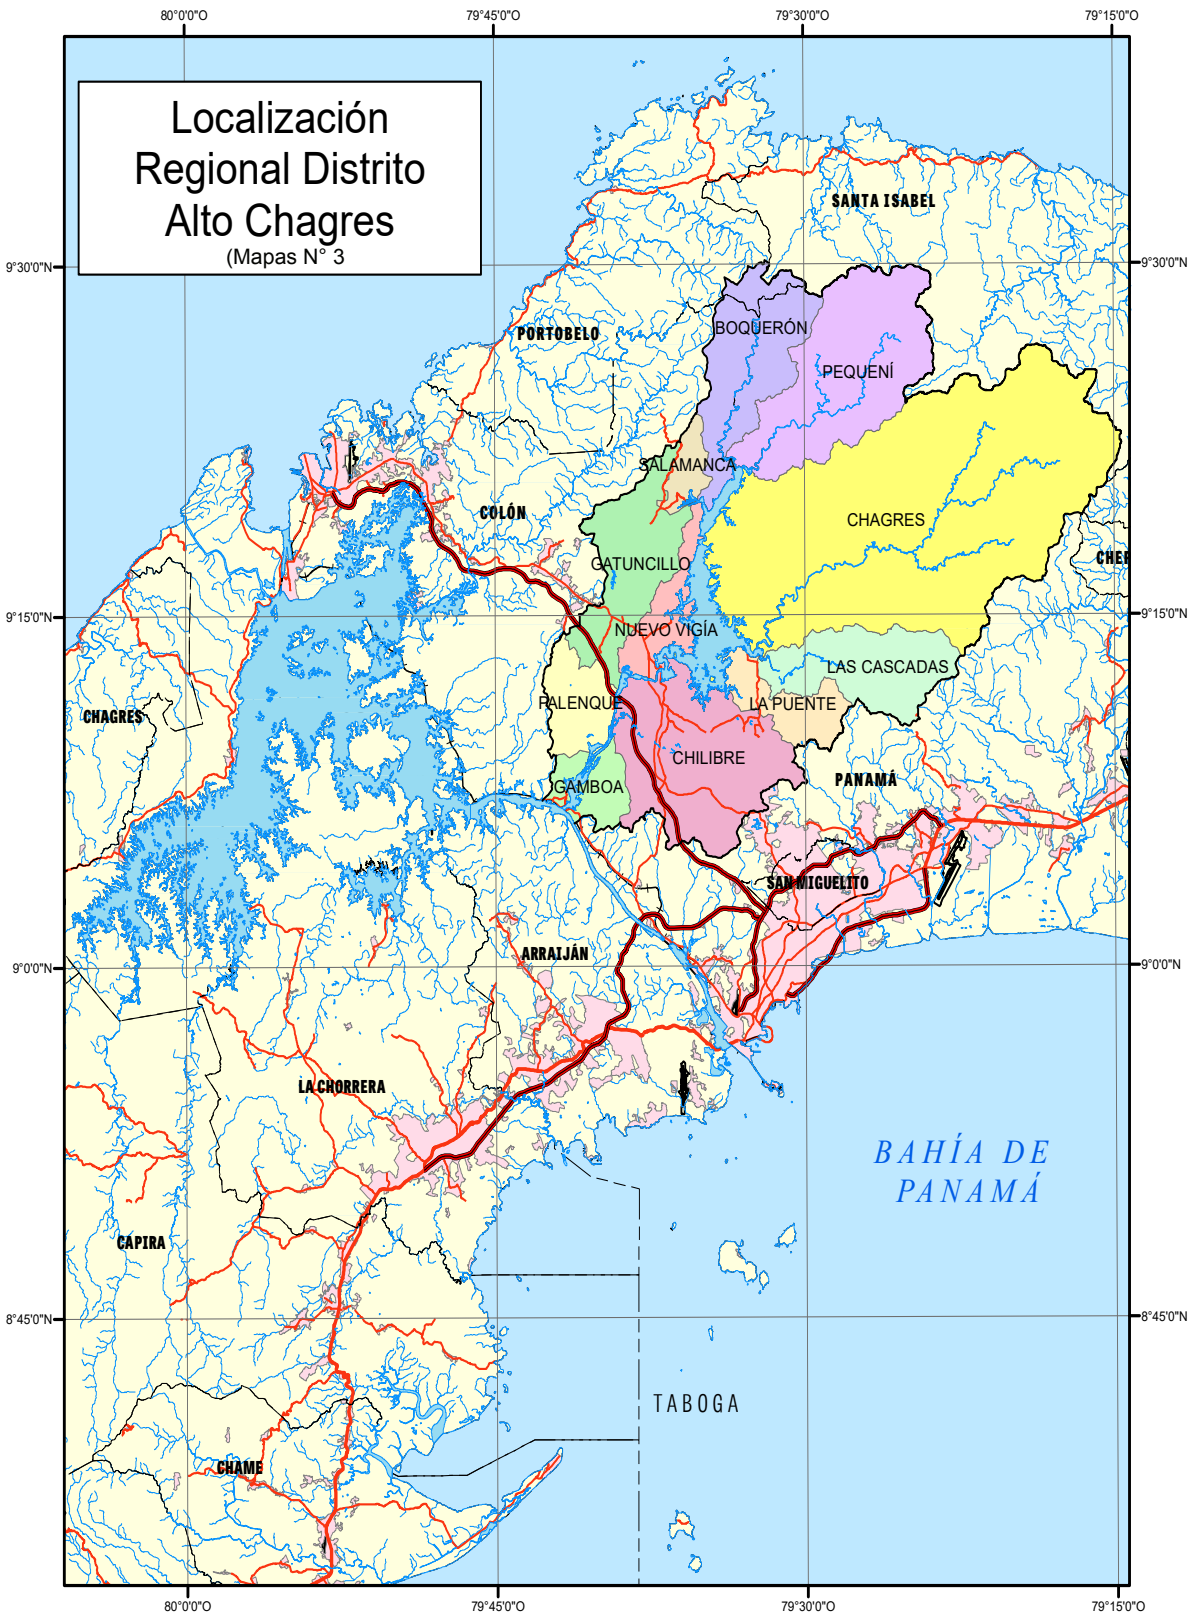 80°0'0"O
79°45'0"O
79°30'0"O
79°15'0"O
Localización
Regional Distrito
Alto Chagres
(Mapas N° 3
SANTA ISABEL
9°30'0"N
9°30'0"N
BOQUERÓN
PORTOBELO
PEQUENÍ
SALAMANCA
COLÓN
CHAGRES
GATUNCILLO
CHEP
9°15'0"N
9°15'0"N
NUEVO VIGÍA
LAS CASCADAS
PALENQUE
LA PUENTE
CHAGRES
CHILIBRE
PANAMÁ
GAMBOA
SAN MIGUELITO
ARRAIJÁN
9°0'0"N
9°0'0"N
LA CHORRERA
BAHÍA DE
PANAMÁ
CAPIRA
8°45'0"N
8°45'0"N
TABOGA
CHAME
80°0'0"O
79°45'0"O
79°30'0"O
79°15'0"O